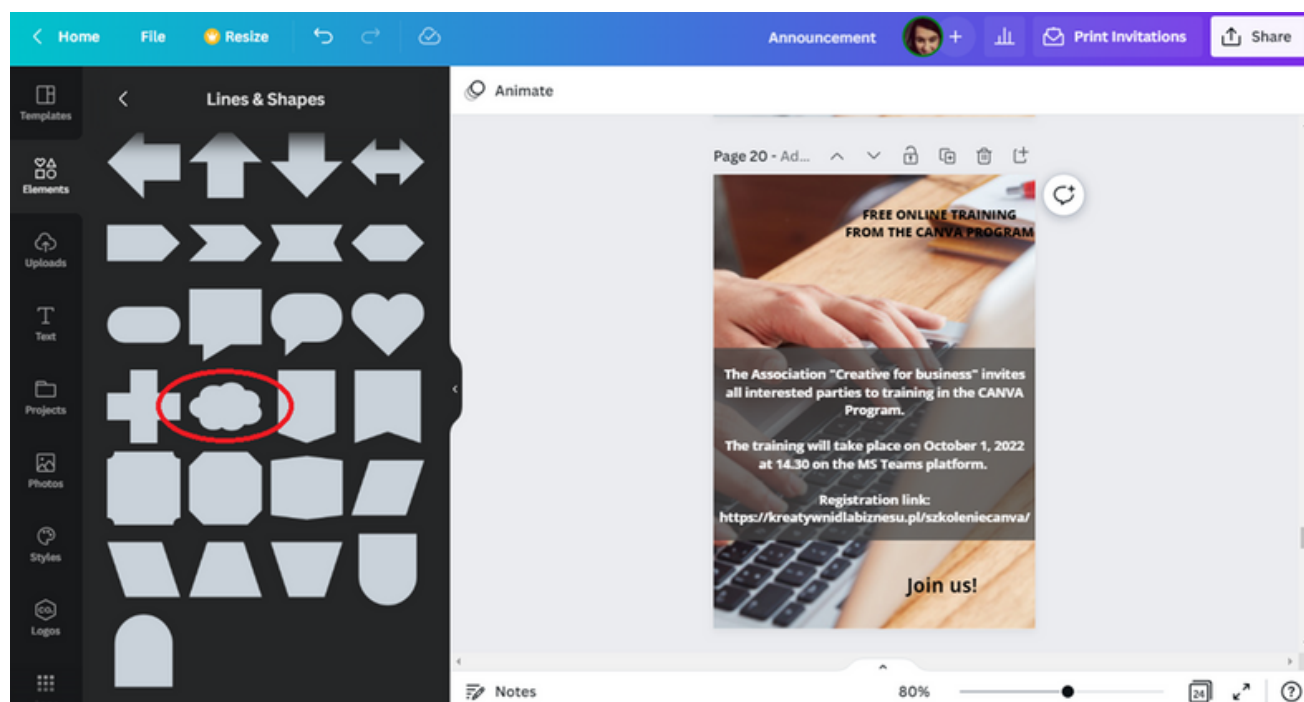 Home File Resize Announcement + Print Invitations Share
Templates
Elements
Uploads
Text
Projects
Photos
Styles
CO.
Logos
Lines & Shapes
Animate
Page 20 - Ad...
FREE ONLINE TRAINING
FROM THE CANVA PROGRAM
The Association "Creative for business" invites
all interested parties to training in the CANVA
Program.
The training will take place on October 1, 2022
at 14.30 on the MS Teams platform.
Registration link:
https://kreatywnidlabiznesu.pl/szkoleniecanva/
Join us!
Notes 80% 24 ?